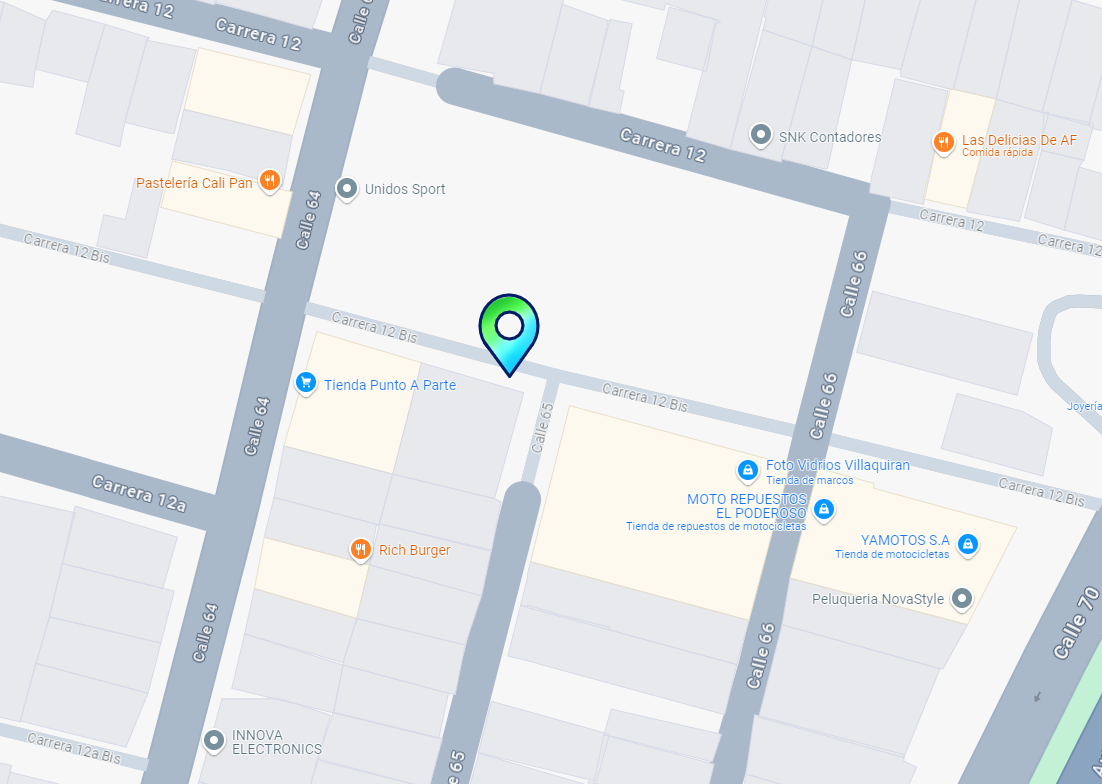 Carrera 12
Carrera 12
Calle 6
Carrera 12
SNK Contadores
Las Delicias De AF
Comida rápida
Pastelería Cali Pan
Unidos Sport
Calle 64
Carrera 12
Carrera 12
Carrera 12 Bis
Calle 66
Carrera 12 Bis
Tienda Punto A Parte
Carrera 12 Bis
Calle 66
Joyería
Calle 64
Calle 65
Foto Vidrios Villaquiran
Tienda de marcos
Carrera 12a
MOTO REPUESTOS
EL PODEROSO
Tienda de repuestos de motocicletas
Carrera 12 Bis
YAMOTOS S.A
Tienda de motocicletas
Rich Burger
Peluqueria NovaStyle
Calle 64
Calle 66
Calle 70
INNOVA
ELECTRONICS
Carrera 12a Bis
e 65